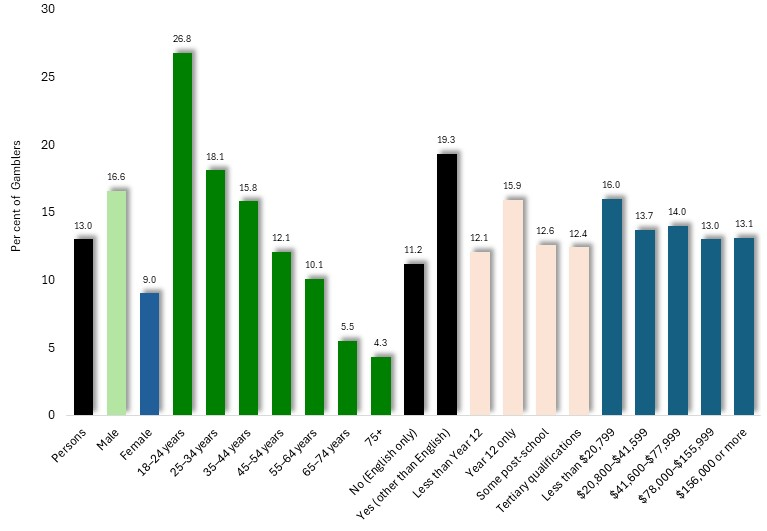 30
25
20
15
10
5
0
Per cent of Gamblers
13.0
16.6
9.0
26.8
18.1
15.8
12.1
10.1
5.5
4.3
11.2
19.3
12.1
15.9
12.6
12.4
16.0
13.7
14.0
13.0
13.1
Persons
Male
Female
18–24 years
25–34 years
35–44 years
45–54 years
55–64 years
65–74 years
75+
No (English only)
Yes (other than English)
Less than Year 12
Year 12 only
Some post-school
Tertiary qualifications
Less than $20,799
$20,800–$41,599
$41,600–$77,999
$78,000–$155,999
$156,000 or more